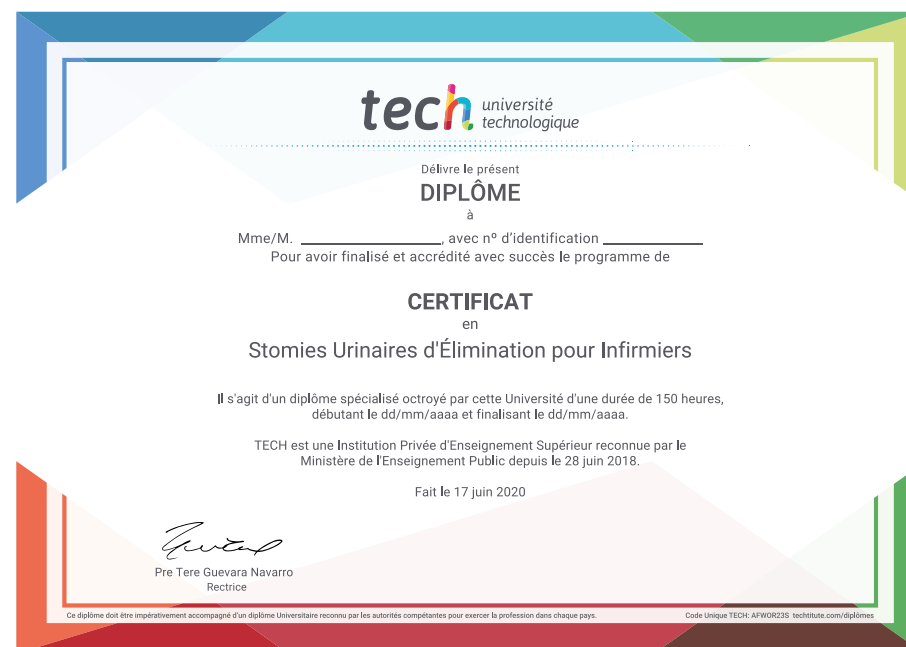 tech université
technologique
Délivre le présent
DIPLÔME
à
Mme/M. ____________________, avec nº d'identification ______________
Pour avoir finalisé et accrédité avec succès le programme de
CERTIFICAT
en
Stomies Urinaires d'Élimination pour Infirmiers
Il s'agit d'un diplôme spécialisé octroyé par cette Université d'une durée de 150 heures,
débutant le dd/mm/aaaa et finalisant le dd/mm/aaaa.
TECH est une Institution Privée d'Enseignement Supérieur reconnue par le
Ministère de l'Enseignement Public depuis le 28 juin 2018.
Fait le 17 juin 2020
Pre Tere Guevara Navarro
Rectrice
Ce diplôme doit être impérativement accompagné d'un diplôme Universitaire reconnu par les autorités compétantes pour exercer la profession dans chaque pays.
Code Unique TECH: AFWOR23S techtitute.com/diplômes